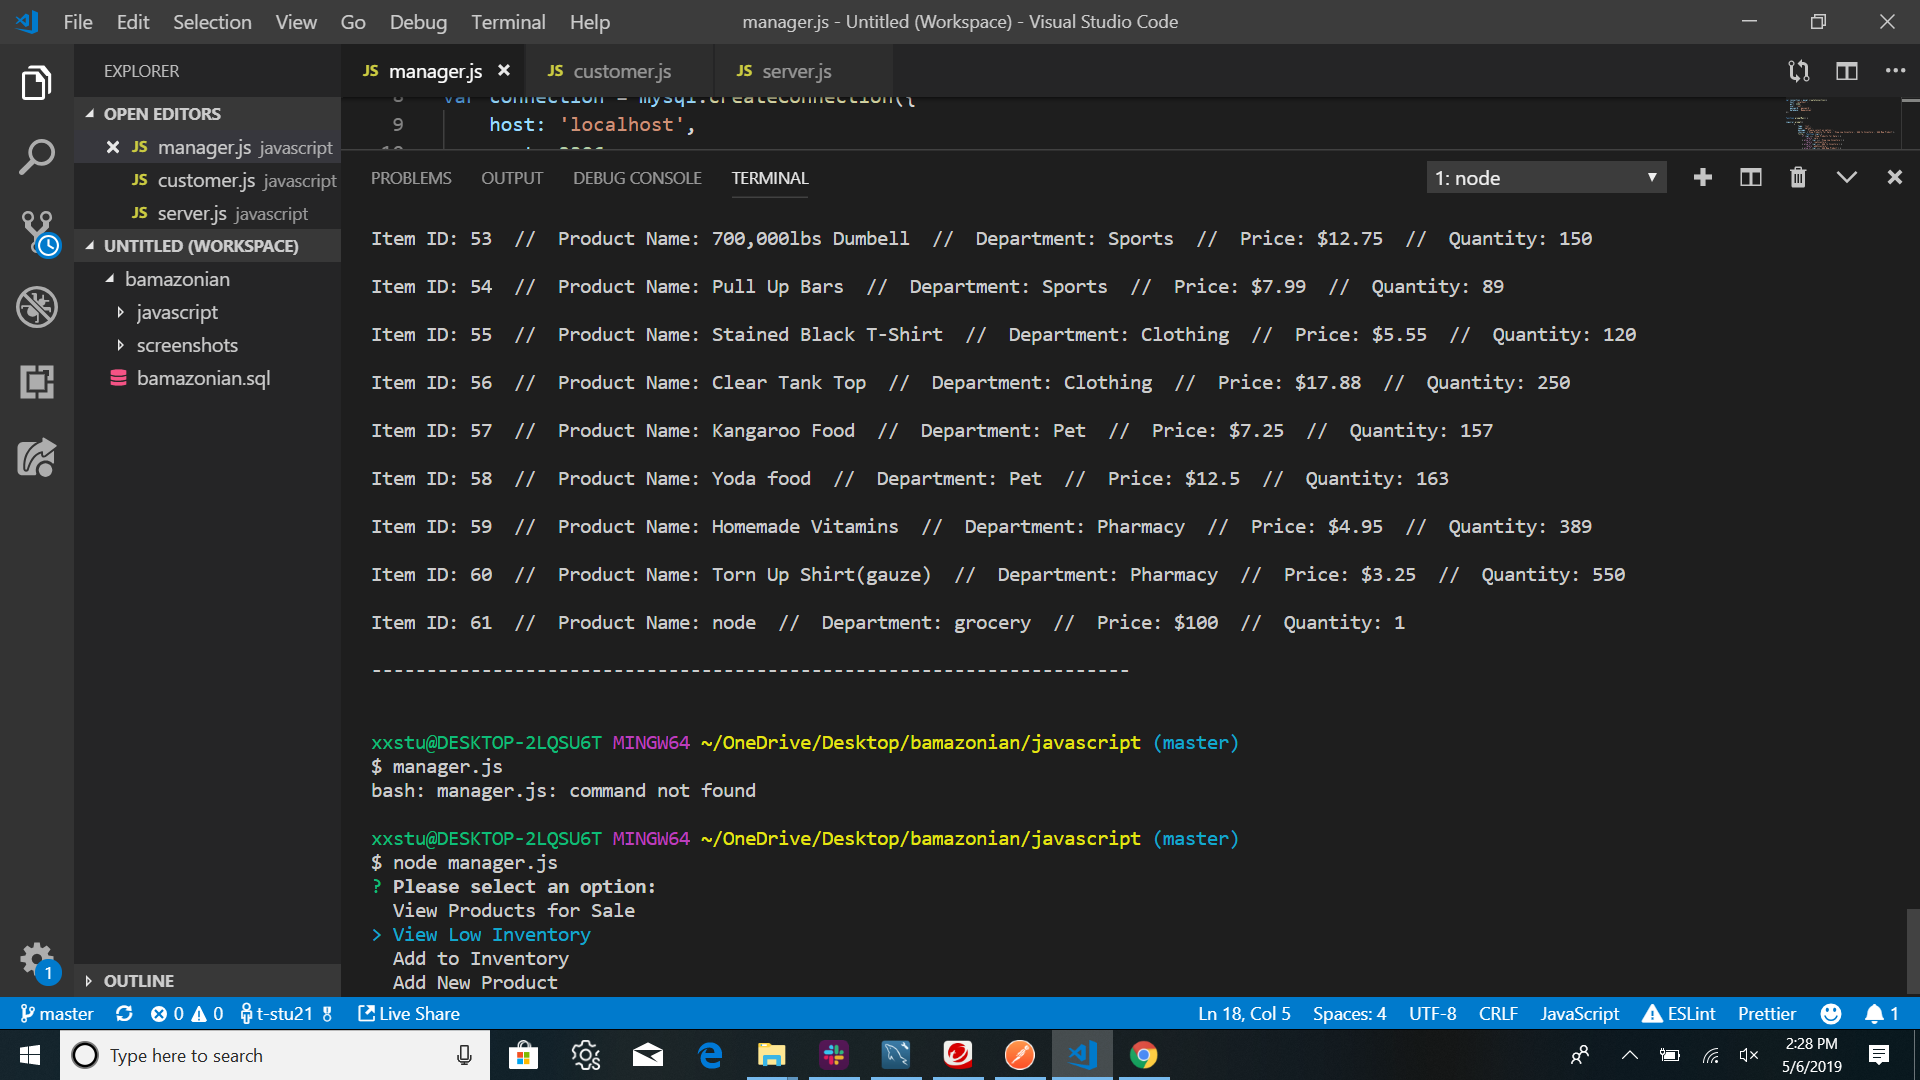 File Edit Selection View Go Debug Terminal Help manager.js - Untitled (Workspace) - Visual Studio Code
EXPLORER
JS manager.js JS customer.js JS server.js
OPEN EDITORS
JS manager.js javascript
JS customer.js javascript
JS server.js javascript
UNTITLED (WORKSPACE)
bamazonian
javascript
screenshots
bamazonian.sql
OUTLINE
8 var connection = mysql.createConnection({
9 host: 'localhost',
PROBLEMS OUTPUT DEBUG CONSOLE TERMINAL 1: node
Item ID: 53 // Product Name: 700,000lbs Dumbell // Department: Sports // Price: $12.75 // Quantity: 150
Item ID: 54 // Product Name: Pull Up Bars // Department: Sports // Price: $7.99 // Quantity: 89
Item ID: 55 // Product Name: Stained Black T-Shirt // Department: Clothing // Price: $5.55 // Quantity: 120
Item ID: 56 // Product Name: Clear Tank Top // Department: Clothing // Price: $17.88 // Quantity: 250
Item ID: 57 // Product Name: Kangaroo Food // Department: Pet // Price: $7.25 // Quantity: 157
Item ID: 58 // Product Name: Yoda food // Department: Pet // Price: $12.5 // Quantity: 163
Item ID: 59 // Product Name: Homemade Vitamins // Department: Pharmacy // Price: $4.95 // Quantity: 389
Item ID: 60 // Product Name: Torn Up Shirt(gauze) // Department: Pharmacy // Price: $3.25 // Quantity: 550
Item ID: 61 // Product Name: node // Department: grocery // Price: $100 // Quantity: 1
---------------------------------------------------------------------
xxstu@DESKTOP-2LQSU6T MINGW64 ~/OneDrive/Desktop/bamazonian/javascript (master)
$ manager.js
bash: manager.js: command not found
xxstu@DESKTOP-2LQSU6T MINGW64 ~/OneDrive/Desktop/bamazonian/javascript (master)
$ node manager.js
? Please select an option:
View Products for Sale
> View Low Inventory
Add to Inventory
Add New Product
1
master 0 0 t-stu21 Live Share Ln 18, Col 5 Spaces: 4 UTF-8 CRLF JavaScript ESLint Prettier 1
Type here to search
2:28 PM
5/6/2019